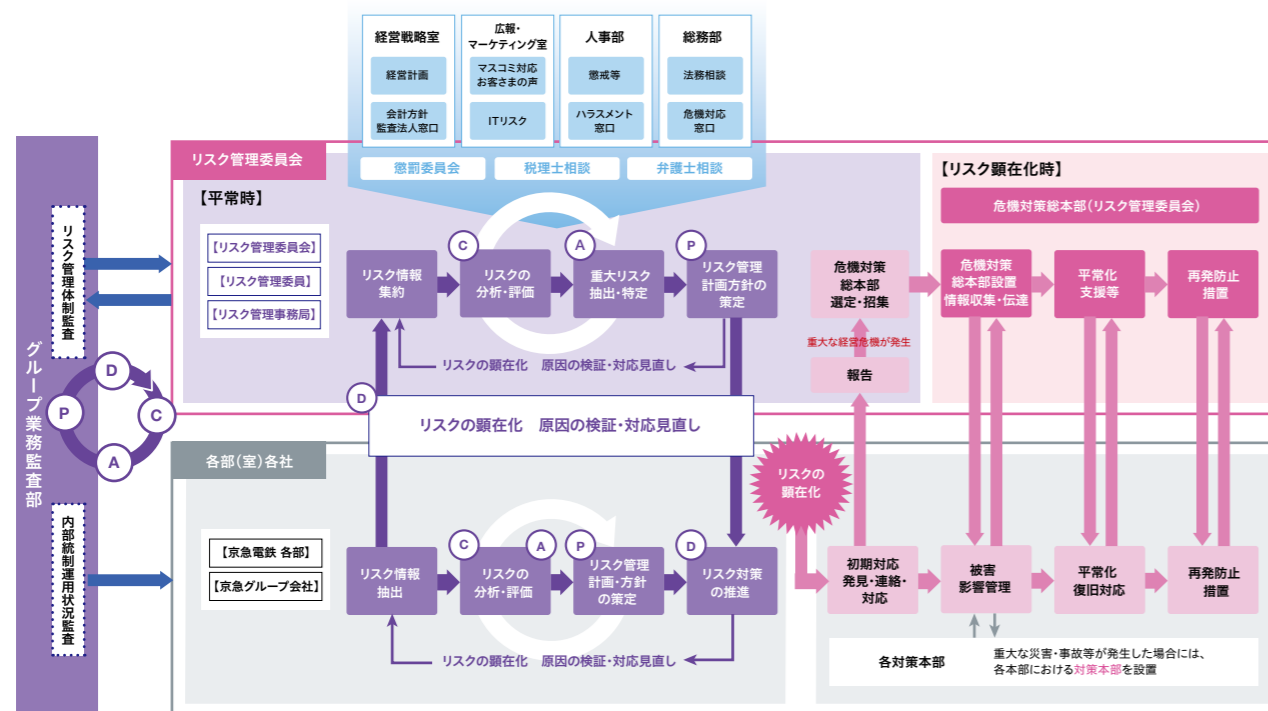 経営戦略室
経営計画
会計方針
監査法人窓口
広報・
マーケティング室
マスコミ対応
お客さまの声
ITリスク
人事部
懲戒等
ハラスメント
窓口
総務部
法務相談
危機対応
窓口
懲罰委員会
税理士相談
弁護士相談
グループ業務監査部
リスク管理体制監査
内部統制運用状況監査
D
P
C
A
リスク管理委員会
【平常時】
【リスク管理委員会】
【リスク管理委員】
【リスク管理事務局】
リスク情報
集約
C
リスクの
分析・評価
A
重大リスク
抽出・特定
P
リスク管理
計画方針の
策定
リスクの顕在化　原因の検証・対応見直し
D
リスクの顕在化　原因の検証・対応見直し
危機対策
総本部
選定・招集
重大な経営危機が発生
報告
【リスク顕在化時】
危機対策総本部(リスク管理委員会)
危機対策
総本部設置
情報収集・伝達
平常化
支援等
再発防止
措置
各部(室)各社
【京急電鉄 各部】
【京急グループ会社】
リスク情報
抽出
C
リスクの
分析・評価
A
P
リスク管理
計画・方針
の策定
D
リスク対策
の推進
リスクの顕在化　原因の検証・対応見直し
リスクの
顕在化
初期対応
発見・連絡・
対応
被害
影響管理
平常化
復旧対応
再発防止
措置
各対策本部
重大な災害・事故等が発生した場合には、
各本部における対策本部を設置